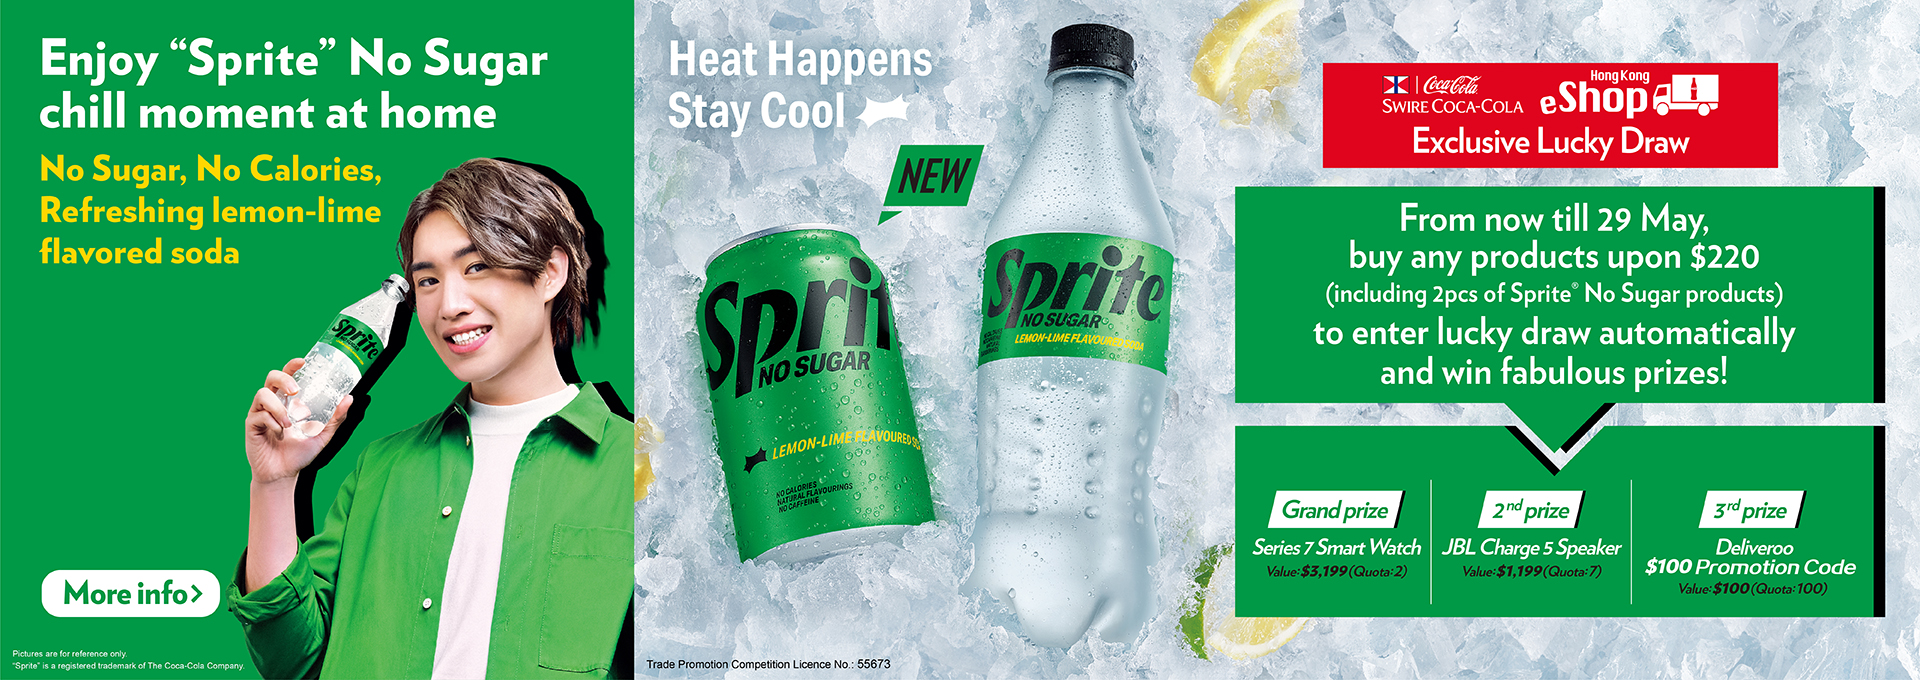 Enjoy “Sprite” No Sugar
chill moment at home
No Sugar, No Calories,
Refreshing lemon-lime
flavored soda
Sprite
More info>
Pictures are for reference only.
“Sprite” is a registered trademark of The Coca-Cola Company.
Heat Happens
Stay Cool
NEW
Sprit
NO SUGAR
LEMON-LIME FLAVOURED
NO CALORIES
NATURAL FLAVOURINGS
NO CAFFEINE
Sprite
NO SUGAR
LEMON-LIME FLAVOURED SODA
Trade Promotion Competition Licence No.: 55673
Coca-Cola
SWIRE COCA-COLA
Hong Kong
eShop
Exclusive Lucky Draw
From now till 29 May,
buy any products upon $220
(including 2pcs of Sprite® No Sugar products)
to enter lucky draw automatically
and win fabulous prizes!
Grand prize
Series 7 Smart Watch
Value:$3,199(Quota:2)
2nd prize
JBL Charge 5 Speaker
Value:$1,199(Quota:7)
3rd prize
Deliveroo
$100 Promotion Code
Value:$100(Quota:100)